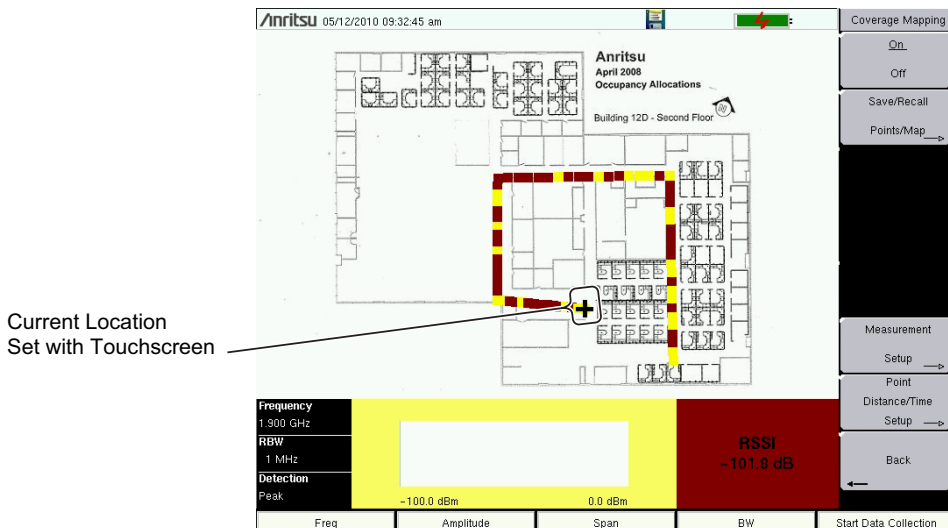 /Inritsu 05/12/2010 09:32:45 am
Coverage Mapping
On
Off
Save/Recall
Points/Map
Anritsu
April 2008
Occupancy Allocations
Building 12D - Second Floor
Current Location
Set with Touchscreen
Measurement
Setup
Point
Distance/Time
Setup
Back
Frequency
1.900 GHz
RBW
1 MHz
Detection
Peak
-100.0 dBm
0.0 dBm
RSSI
-101.8 dB
Freq
Amplitude
Span
BW
Start Data Collection